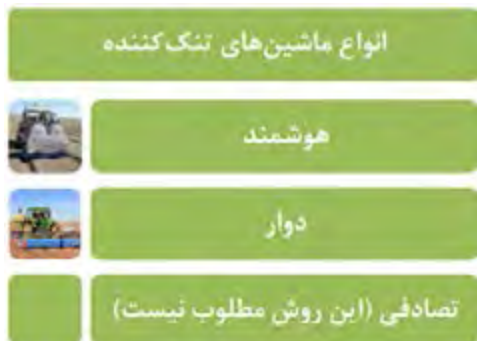 انواع ماشین‌های تنک‌کننده
هوشمند
دوار
تصادفی (این روش مطلوب نیست)